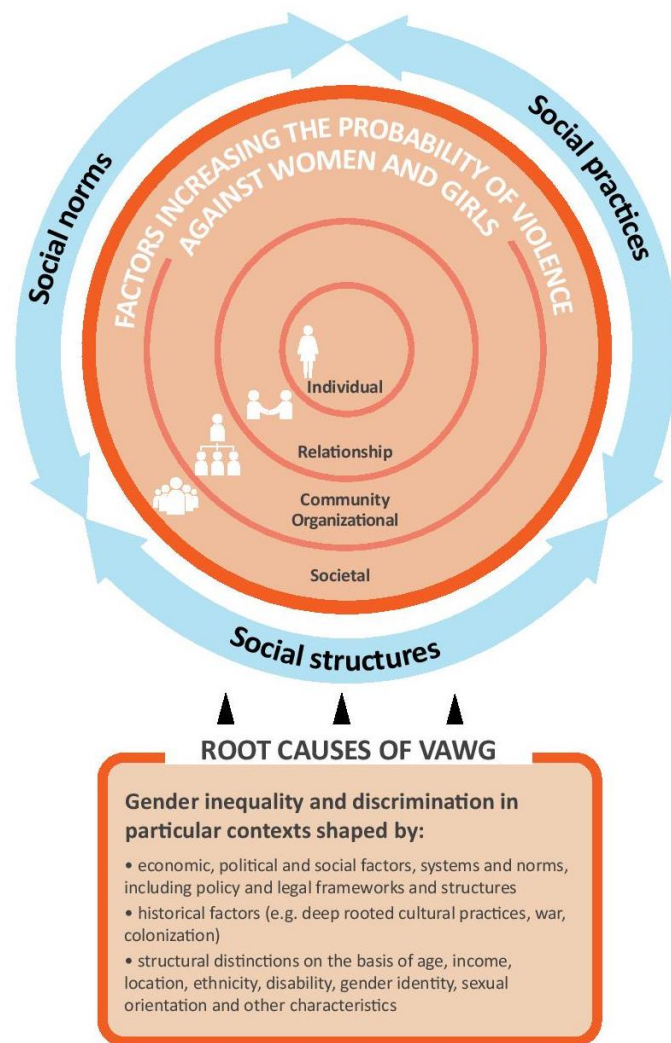 Social norms
Social practices
FACTORS INCREASING THE PROBABILITY OF VIOLENCE
AGAINST WOMEN AND GIRLS
Individual
Relationship
Community
Organizational
Societal
Social structures
ROOT CAUSES OF VAWG
Gender inequality and discrimination in
particular contexts shaped by:
• economic, political and social factors, systems and norms,
including policy and legal frameworks and structures
• historical factors (e.g. deep rooted cultural practices, war,
colonization)
• structural distinctions on the basis of age, income,
location, ethnicity, disability, gender identity, sexual
orientation and other characteristics